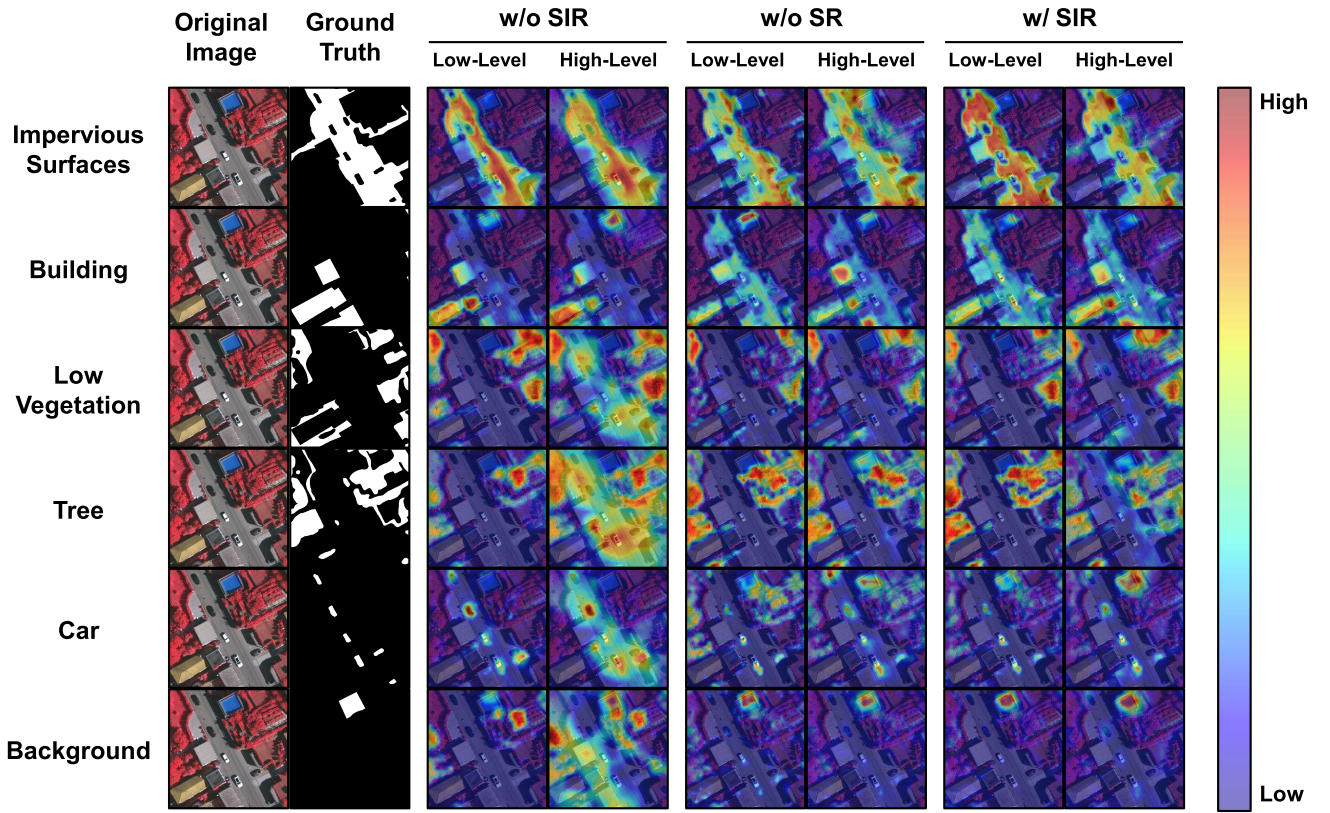 Original
Image
Ground
Truth
w/o SIR
w/o SR
w/ SIR
Low-Level
High-Level
Low-Level
High-Level
Low-Level
High-Level
High
Impervious
Surfaces
Building
Low
Vegetation
Tree
Car
Background
Low